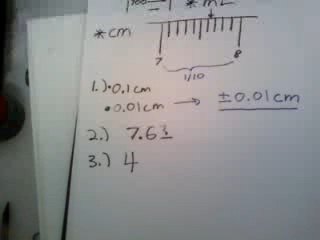 * mL
* cm
7 8
1/10
1.) • 0.1 cm
• 0.01 cm → ± 0.01 cm
2.) 7.63
3.) 4